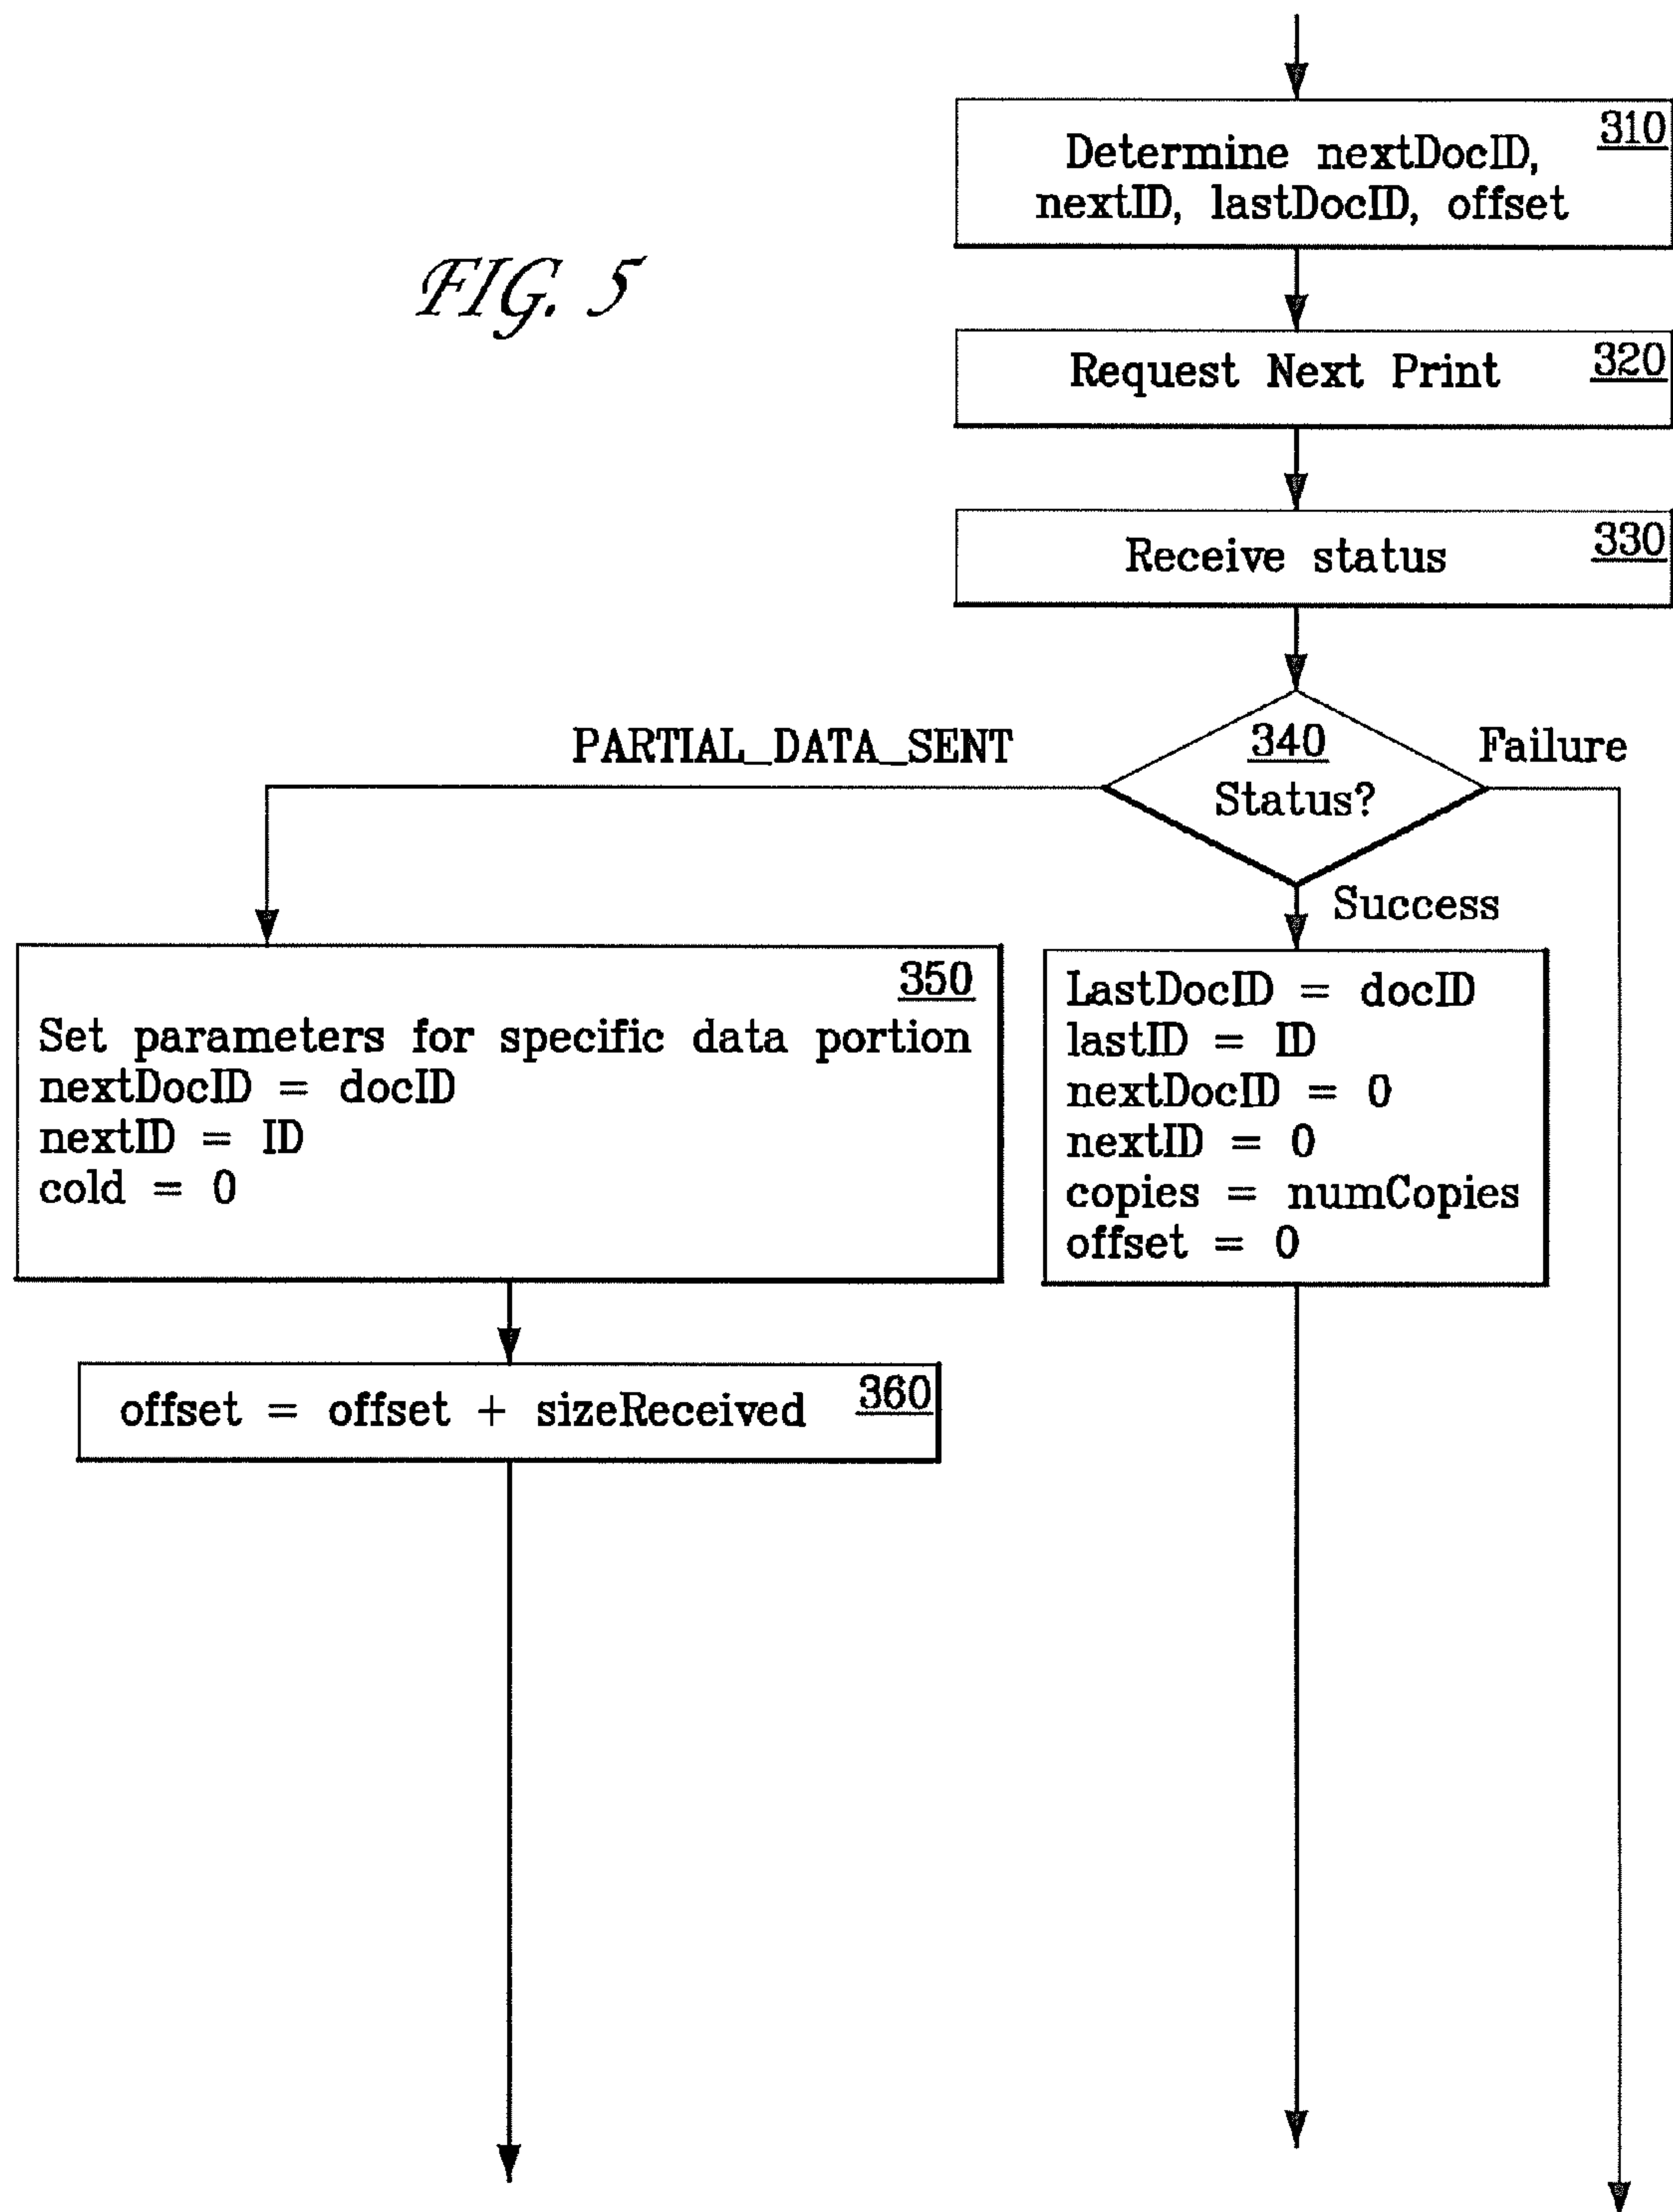 FIG. 5
310
Determine nextDocID,
nextID, lastDocID, offset
Request Next Print 320
Receive status 330
340
Status?
PARTIAL_DATA_SENT
Failure
Success
350
Set parameters for specific data portion
nextDocID = docID
nextID = ID
cold = 0
offset = offset + sizeReceived 360
LastDocID = docID
lastID = ID
nextDocID = 0
nextID = 0
copies = numCopies
offset = 0